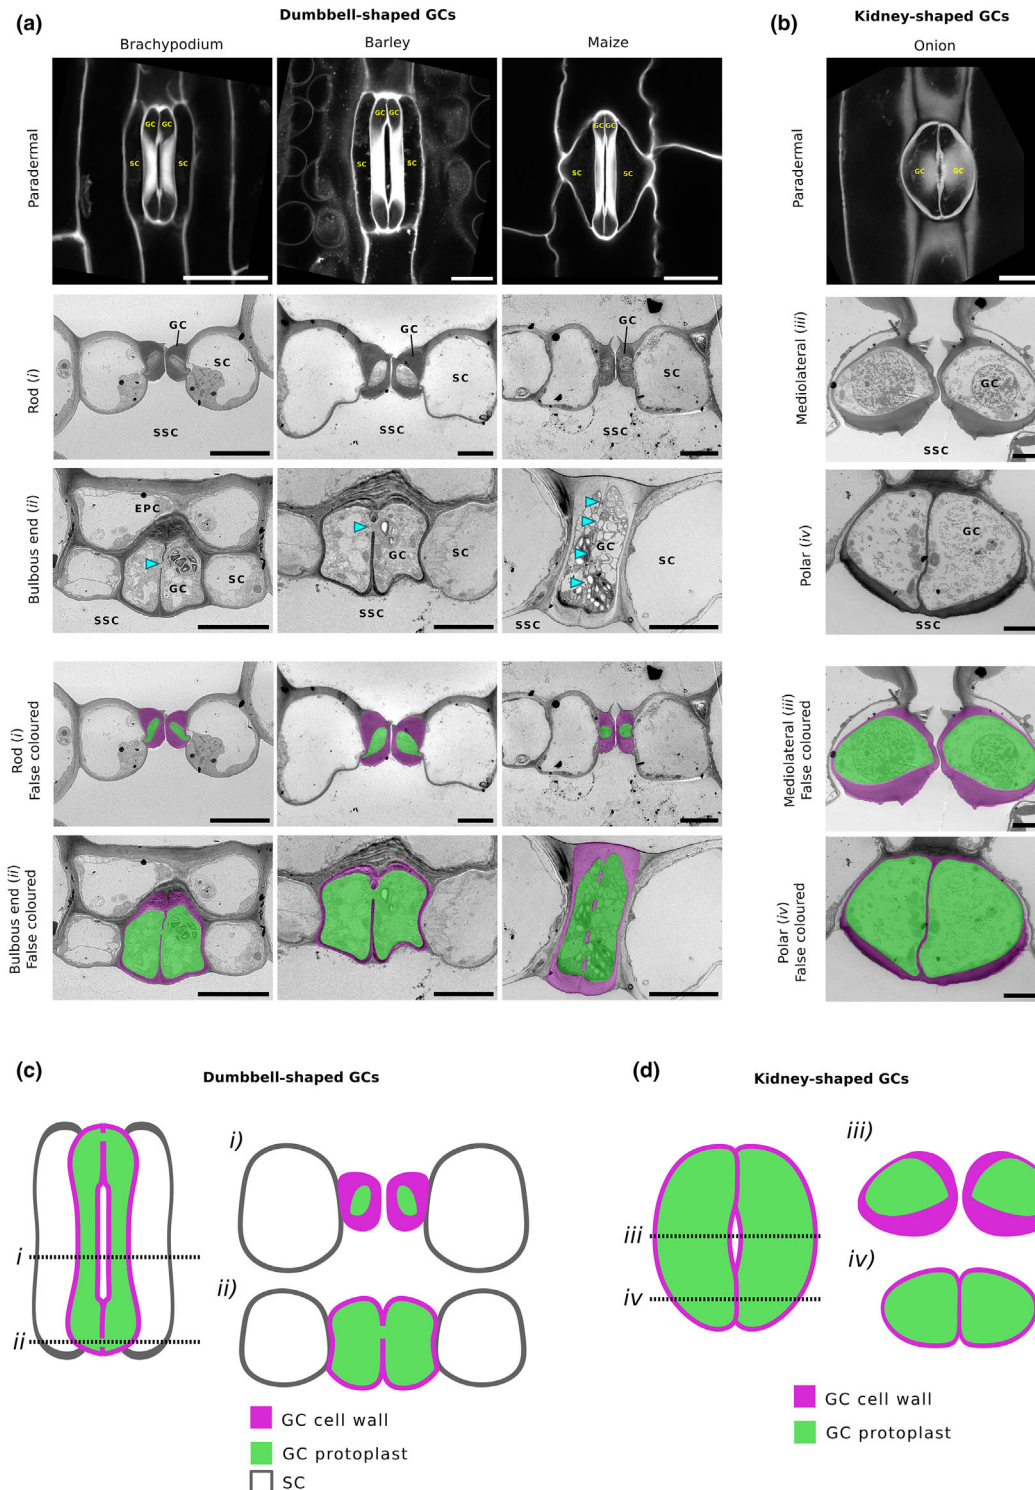 (a)
Dumbbell-shaped GCs
(b)
Kidney-shaped GCs
Brachypodium
Barley
Maize
Onion
Paradermal
GC GC
SC SC
GC GC
SC SC
GC GC
SC SC
Paradermal
GC GC
Rod (i)
GC
SC
SSC
GC
SC
SSC
GC
SC
SSC
Mediolateral (iii)
GC
SSC
Bulbous end (ii)
EPC
GC
SC
SSC
GC
SC
SSC
GC
SC
SSC
Polar (iv)
GC
SSC
Rod (i)
False coloured
Mediolateral (iii)
False coloured
Bulbous end (ii)
False coloured
Polar (iv)
False coloured
(c)
Dumbbell-shaped GCs
i
ii
i)
ii)
GC cell wall
GC protoplast
SC
(d)
Kidney-shaped GCs
iii
iv
iii)
iv)
GC cell wall
GC protoplast